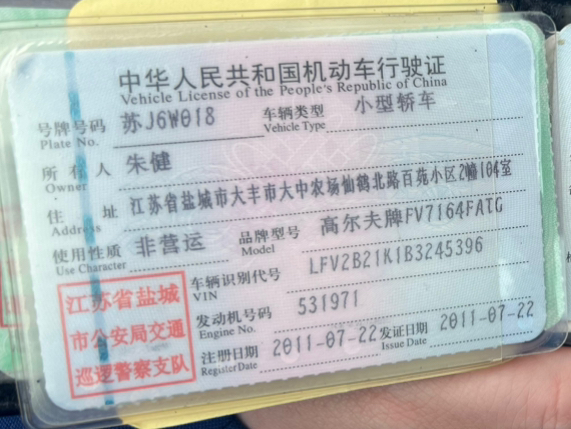 中华人民共和国机动车行驶证
Vehicle License of the People's Republic of China
号牌号码 苏J6W018 车辆类型 小型轿车
Plate No. Vehicle Type
所有人 朱健
Owner
住址 江苏省盐城市大丰市大中农场仙鹤北路百苑小区2幢104室
Address
使用性质 非营运 品牌型号 高尔夫牌FV7164FATG
Use Character Model
车辆识别代号 LFV2B21K1B3245396
VIN
发动机号码 531971
Engine No.
注册日期 2011-07-22 发证日期 2011-07-22
Register Date Issue Date
江苏省盐城
市公安局交通
巡逻警察支队